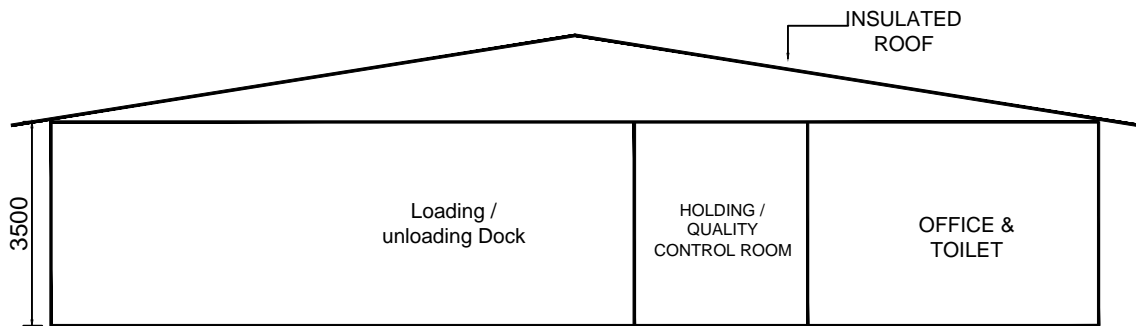 INSULATED
ROOF
3500
Loading /
unloading Dock
HOLDING /
QUALITY
CONTROL ROOM
OFFICE &
TOILET